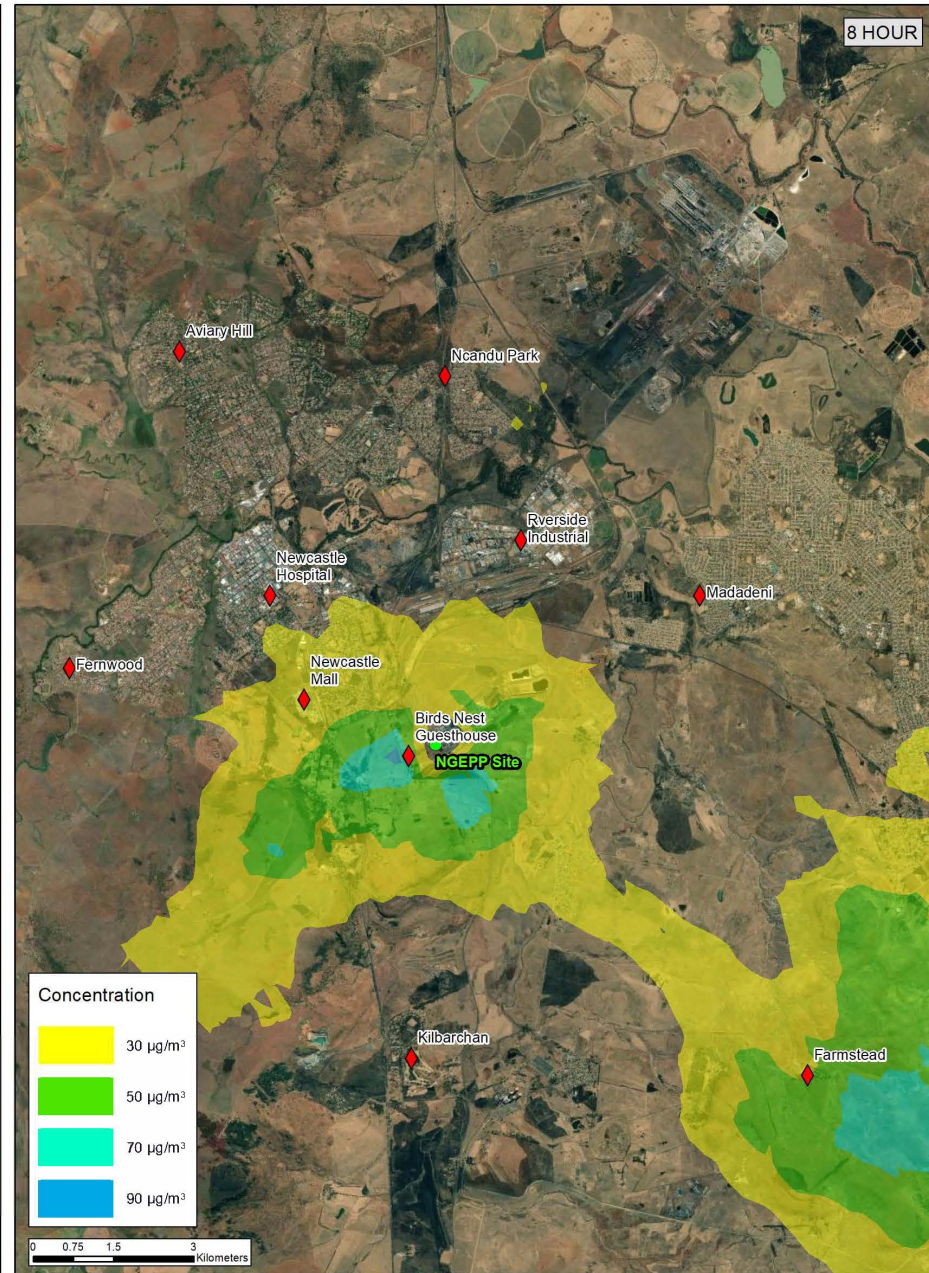 8 HOUR
Aviary Hill
Ncandu Park
Rverside
Industrial
Newcastle
Hospital
Madadeni
Fernwood
Newcastle
Mall
Birds Nest
Guesthouse
NGEPP Site
Concentration
30 µg/m³
50 µg/m³
70 µg/m³
90 µg/m³
Kilbarchan
Farmstead
0 0.75 1.5 3
Kilometers